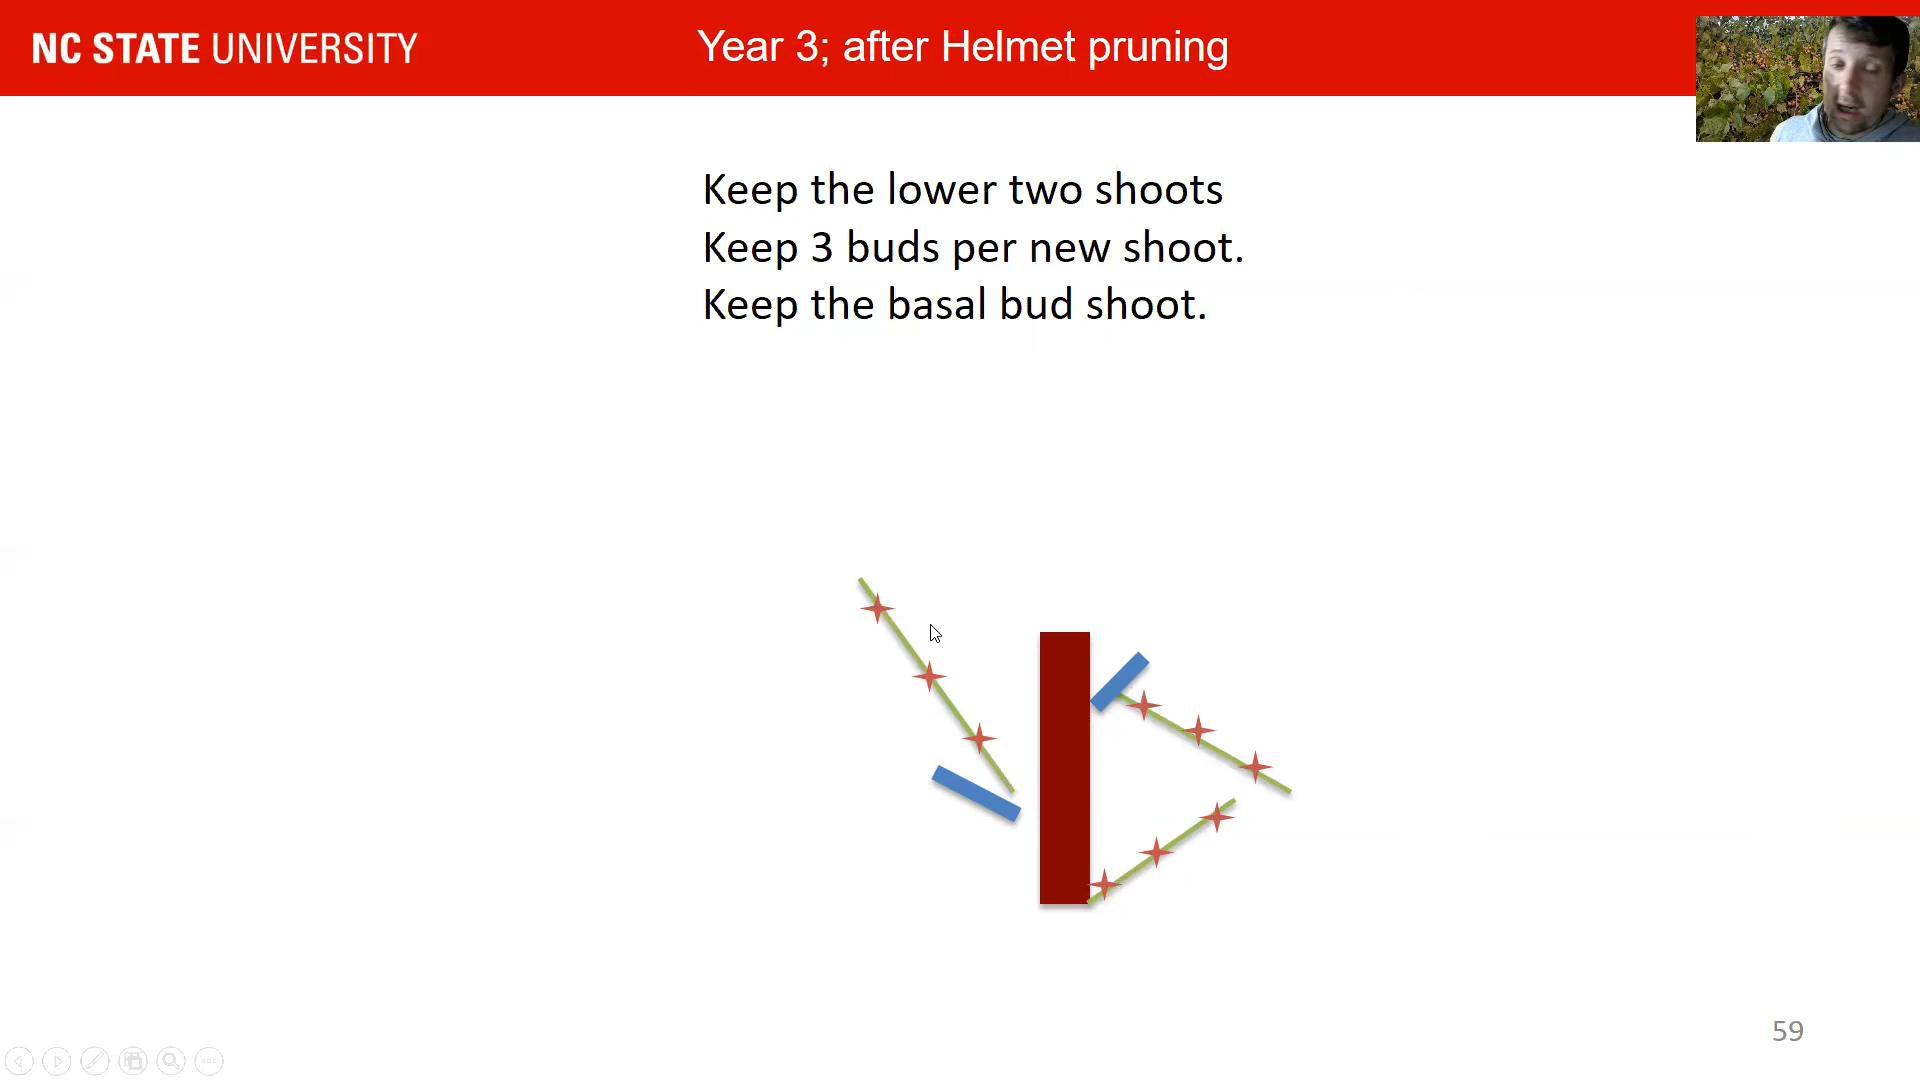 NC STATE UNIVERSITY
Year 3; after Helmet pruning
Keep the lower two shoots
Keep 3 buds per new shoot.
Keep the basal bud shoot.
59